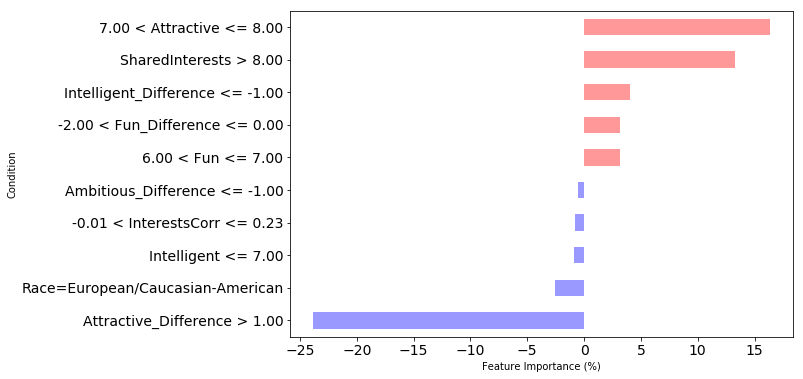 7.00 < Attractive <= 8.00
SharedInterests > 8.00
Intelligent_Difference <= -1.00
-2.00 < Fun_Difference <= 0.00
6.00 < Fun <= 7.00
Ambitious_Difference <= -1.00
-0.01 < InterestsCorr <= 0.23
Intelligent <= 7.00
Race=European/Caucasian-American
Attractive_Difference > 1.00
Condition
−25 −20 −15 −10 −5 0 5 10 15
Feature Importance (%)